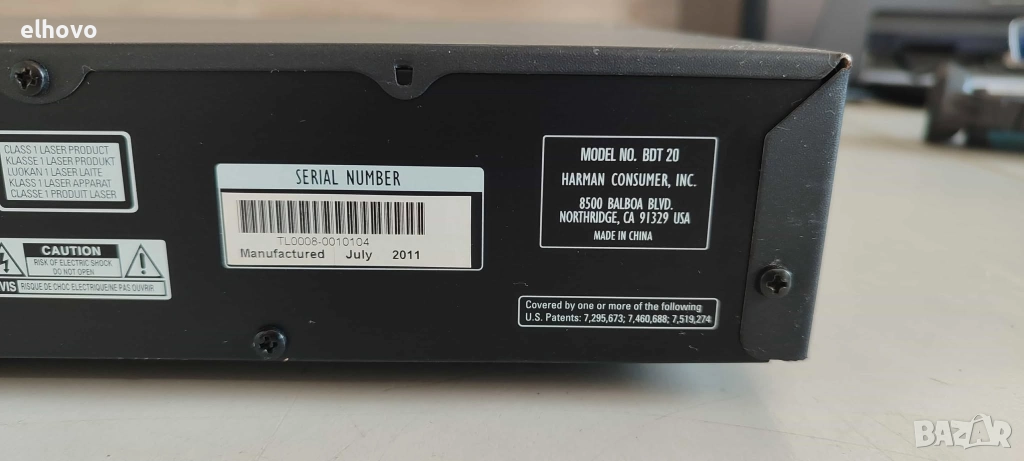 elhovo
CLASS 1 LASER PRODUCT
KLASSE 1 LASER PRODUKT
LUOKAN 1 LASER LAITE
KLASS 1 LASER APPARAT
CLASSE 1 PRODUIT LASER
SERIAL NUMBER
TL0008-0010104
Manufactured July 2011
MODEL NO. BDT 20
HARMAN CONSUMER, INC.
8500 BALBOA BLVD.
NORTHRIDGE, CA 91329 USA
MADE IN CHINA
CAUTION
RISK OF ELECTRIC SHOCK
DO NOT OPEN
VIS RISQUE DE CHOC ELECTRIQUE/NE PAS OUVRIR
Covered by one or more of the following
U.S. Patents: 7,295,673; 7,460,688; 7,519,274
BAZAR